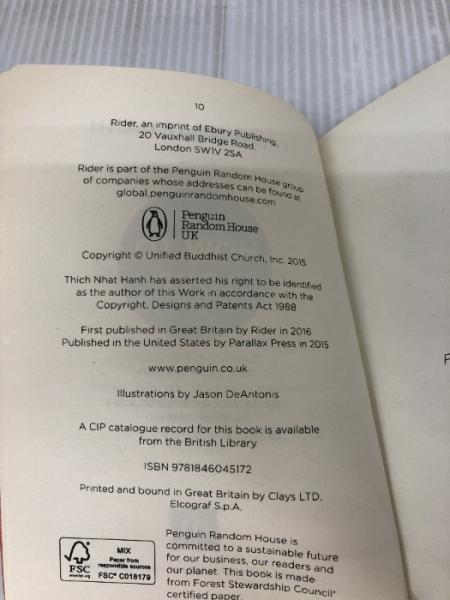 10
Rider, an imprint of Ebury Publishing,
20 Vauxhall Bridge Road,
London SW1V 2SA
Rider is part of the Penguin Random House group
of companies whose addresses can be found at
global.penguinrandomhouse.com
Penguin
Random House
UK
Copyright © Unified Buddhist Church, Inc. 2015
Thich Nhat Hanh has asserted his right to be identified
as the author of this Work in accordance with the
Copyright, Designs and Patents Act 1988
First published in Great Britain by Rider in 2016
Published in the United States by Parallax Press in 2015
www.penguin.co.uk
Illustrations by Jason DeAntonis
A CIP catalogue record for this book is available
from the British Library
ISBN 9781846045172
Printed and bound in Great Britain by Clays LTD,
Elcograf S.p.A.
FSC
www.fsc.org
MIX
Paper from
responsible sources
FSC® C018179
Penguin Random House is
committed to a sustainable future
for our business, our readers and
our planet. This book is made
from Forest Stewardship Council®
certified paper.